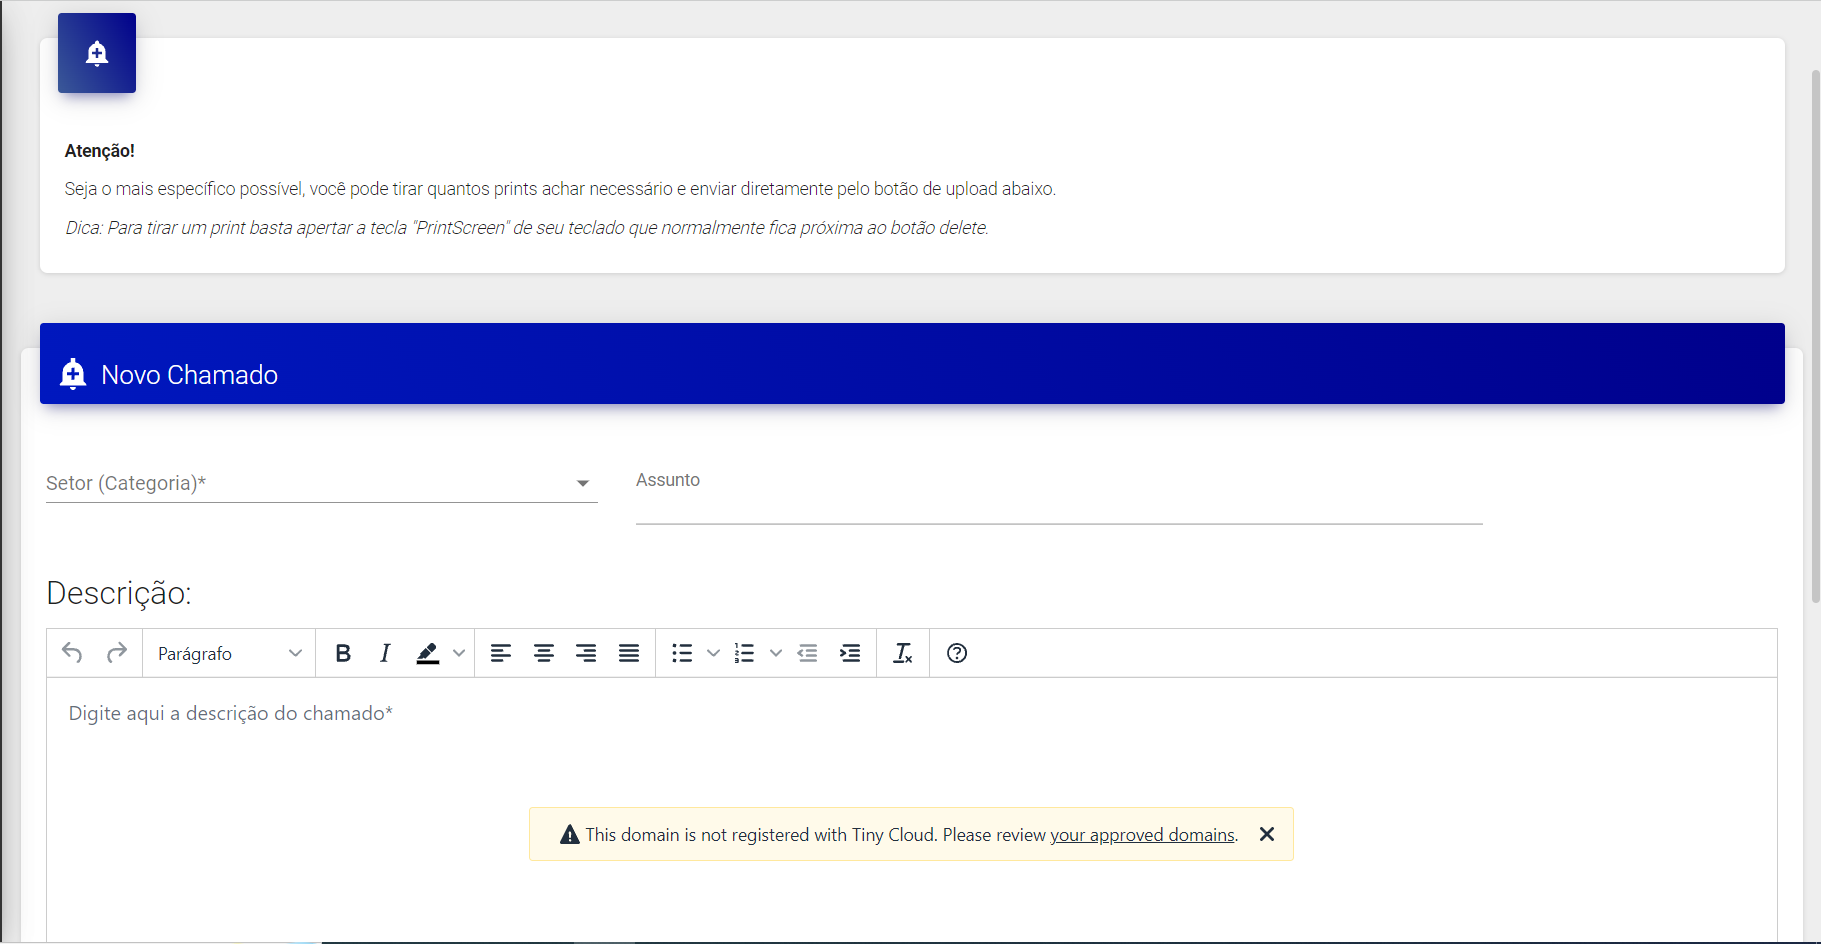 Atenção!
Seja o mais específico possível, você pode tirar quantos prints achar necessário e enviar diretamente pelo botão de upload abaixo.
Dica: Para tirar um print basta apertar a tecla "PrintScreen" de seu teclado que normalmente fica próxima ao botão delete.
Novo Chamado
Setor (Categoria)*
Assunto
Descrição:
Parágrafo
Digite aqui a descrição do chamado*
This domain is not registered with Tiny Cloud. Please review your approved domains.